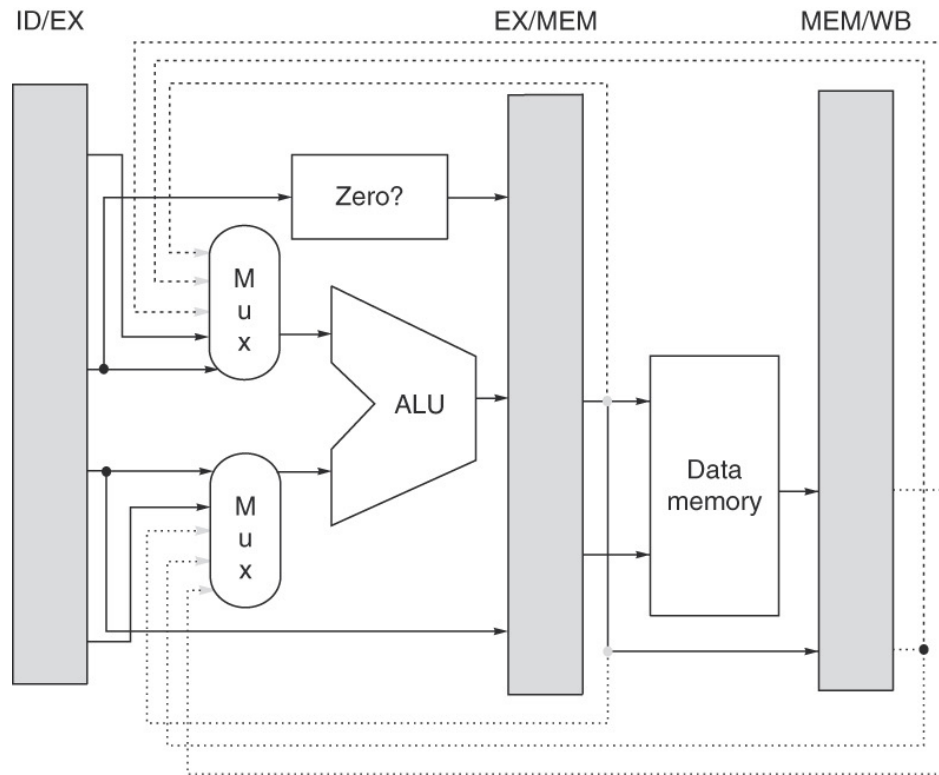 ID/EX
EX/MEM
MEM/WB
Zero?
M
u
x
ALU
M
u
x
Data
memory